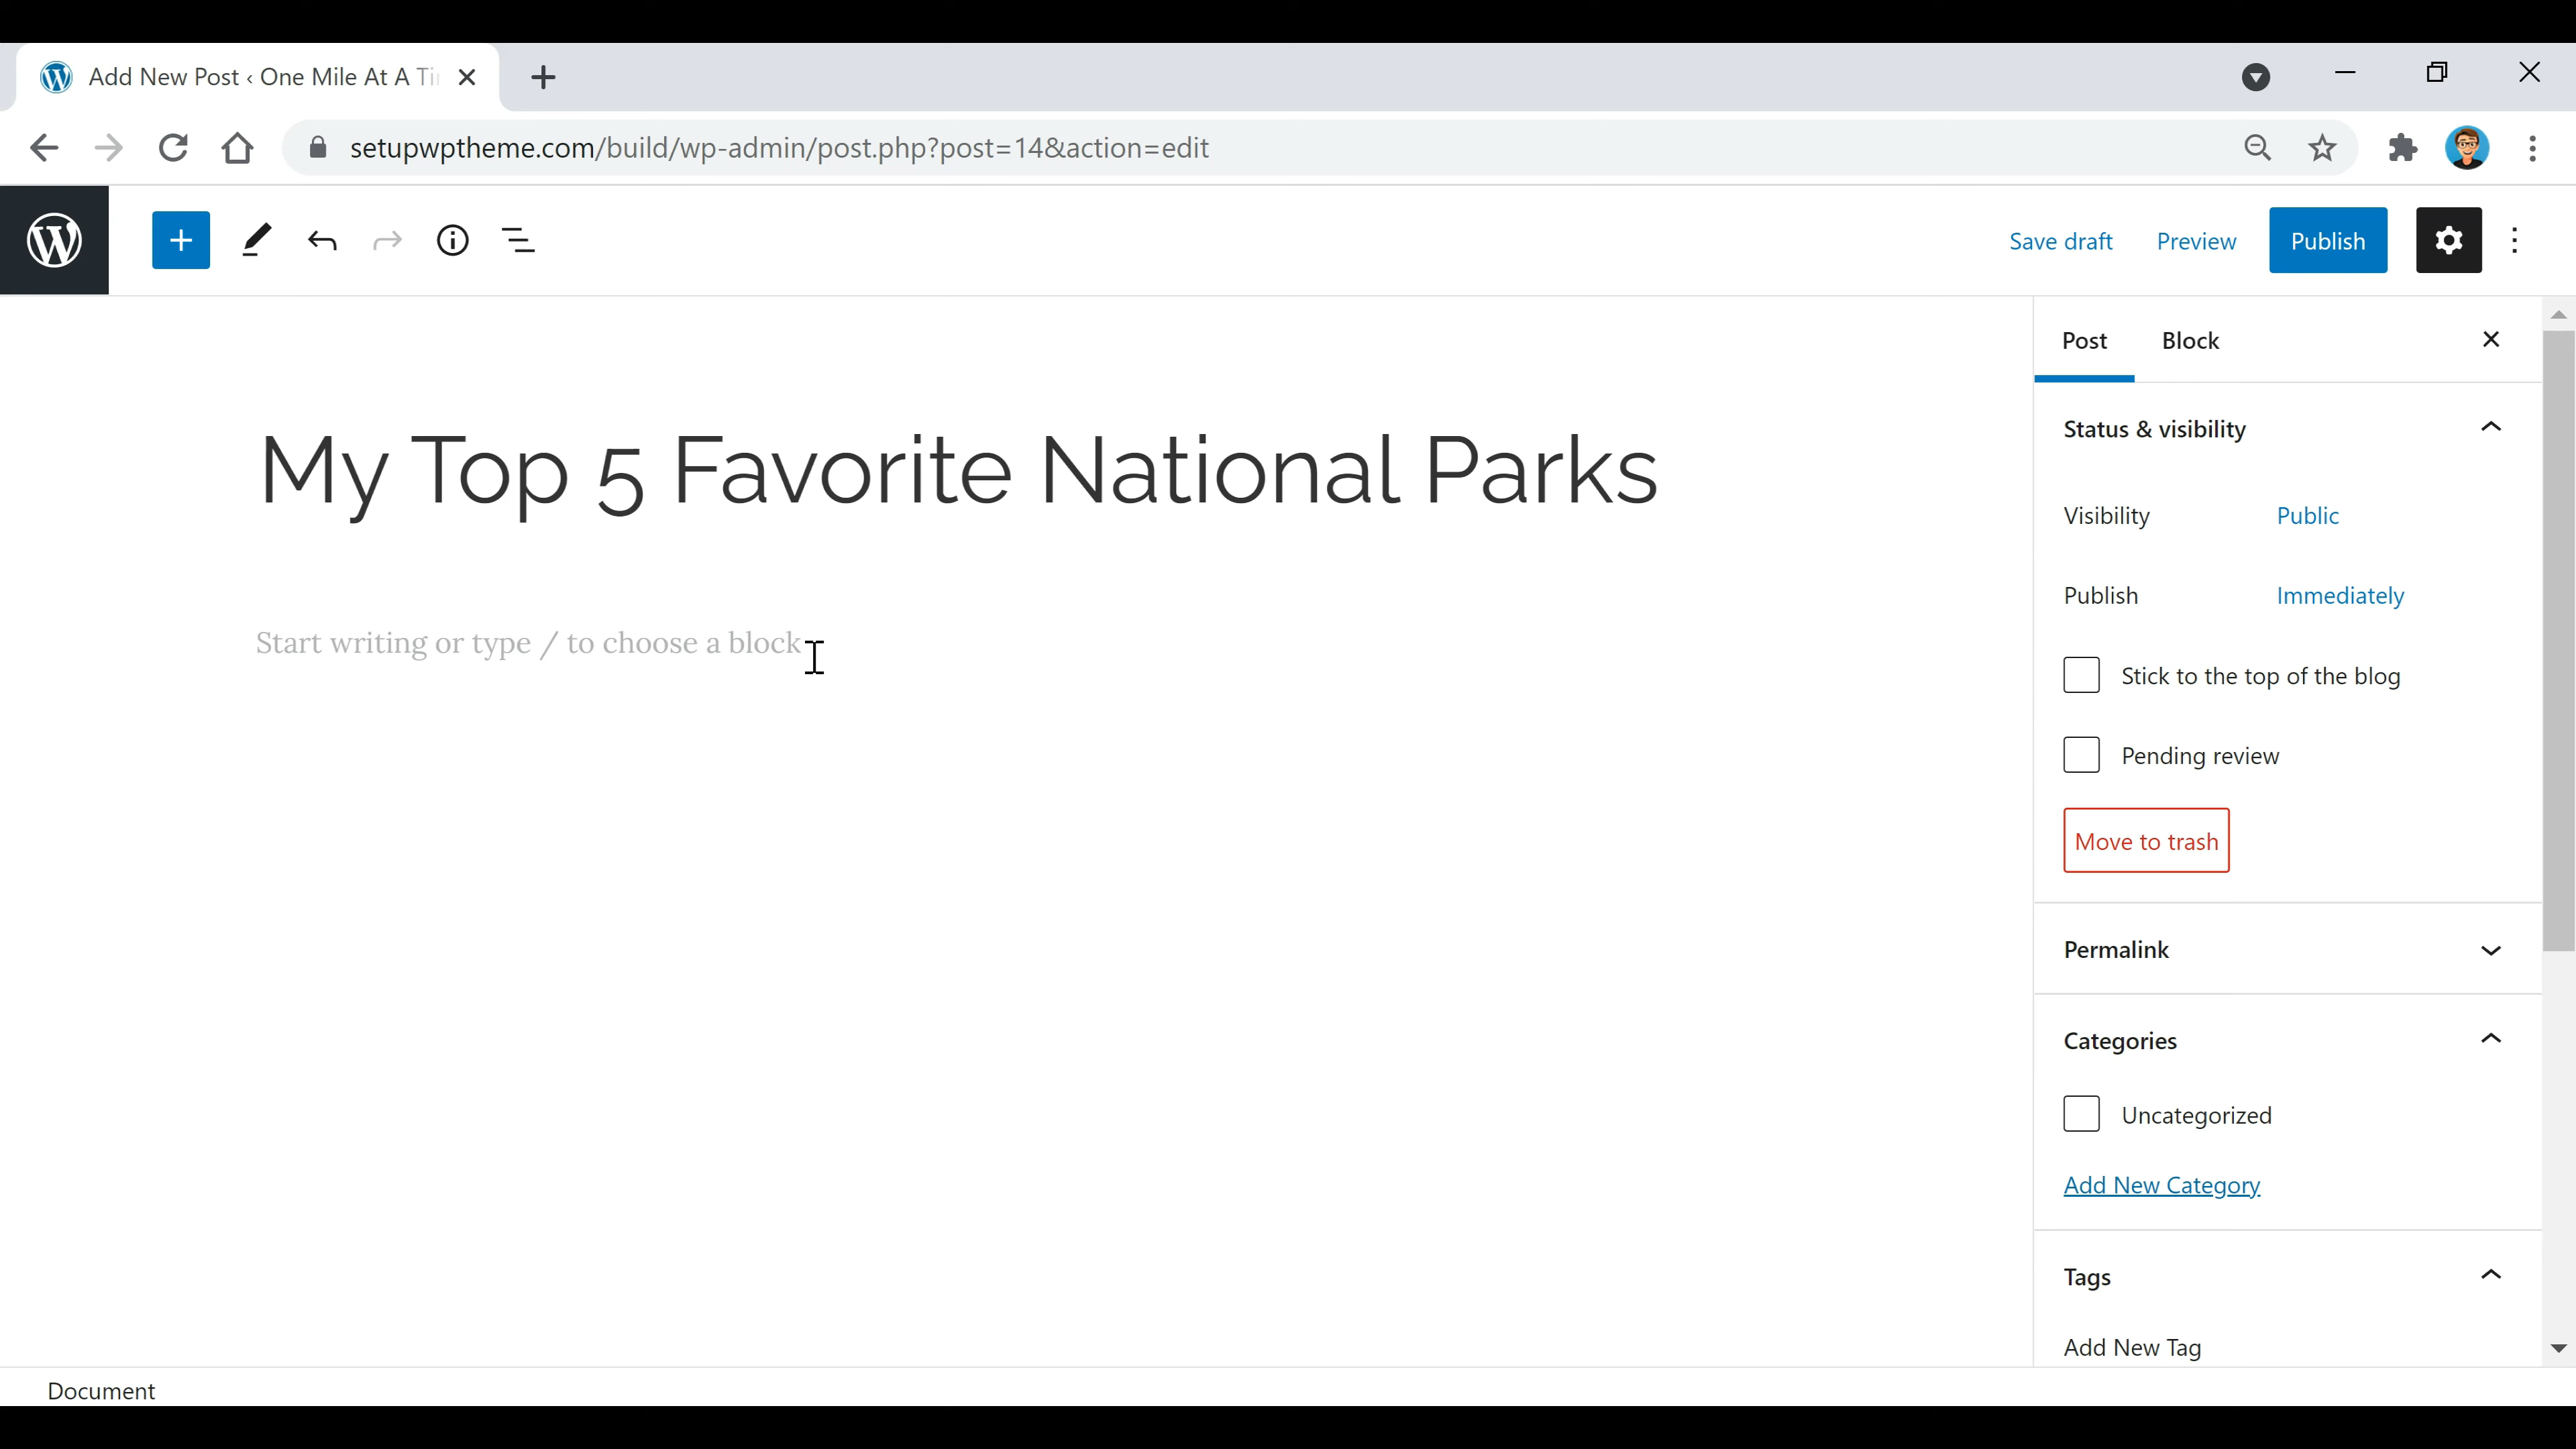 Add New Post ‹ One Mile At A Ti
setupwptheme.com/build/wp-admin/post.php?post=14&action=edit
Save draft Preview Publish
Post Block
Status & visibility
My Top 5 Favorite National Parks
Visibility Public
Publish Immediately
Start writing or type / to choose a block
Stick to the top of the blog
Pending review
Move to trash
Permalink
Categories
Uncategorized
Add New Category
Tags
Add New Tag
Document